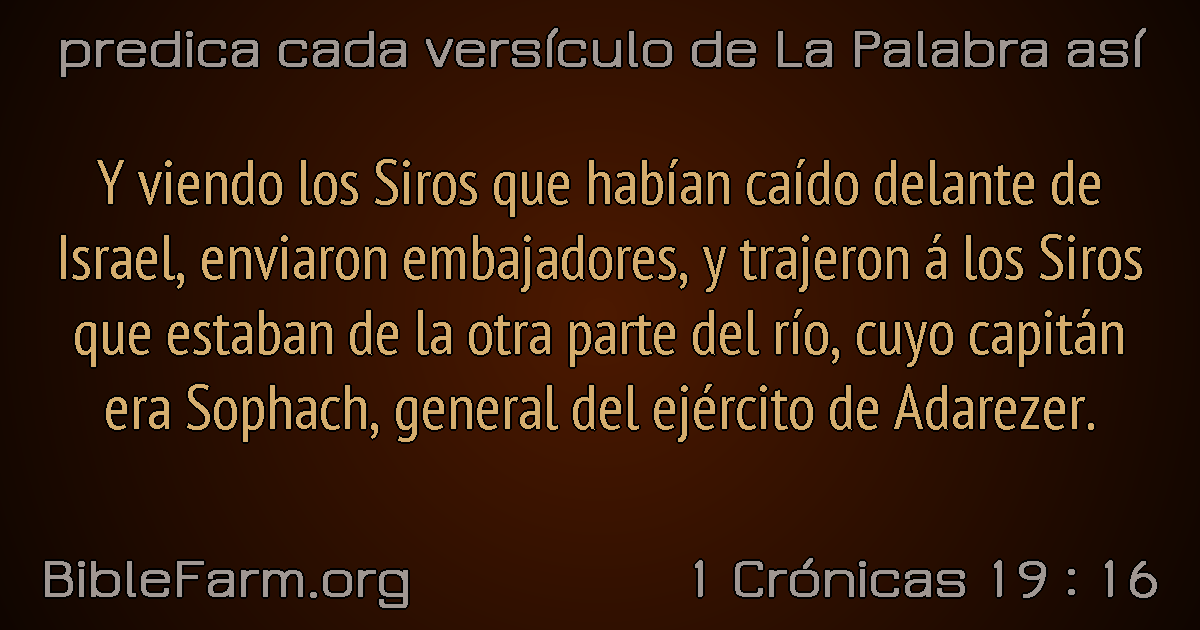 predica cada versículo de La Palabra así
Y viendo los Siros que habían caído delante de
Israel, enviaron embajadores, y trajeron á los Siros
que estaban de la otra parte del río, cuyo capitán
era Sophach, general del ejército de Adarezer.
BibleFarm.org
1 Crónicas 19 : 16